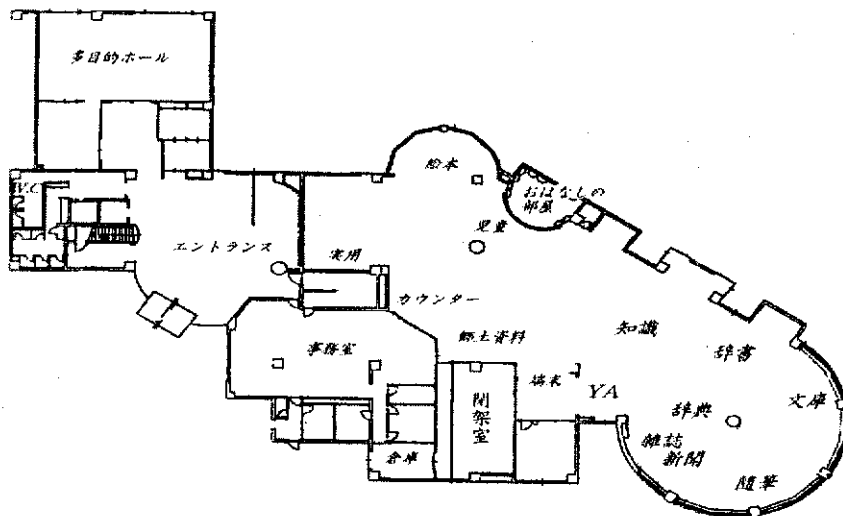 多目的ホール
W.C
絵本
おはなしの
部屋
児童
エントランス
実用
カウンター
郷土資料
知識
辞書
事務室
端末
YA
文庫
閉架室
辞典
雑誌
新聞
倉庫
随筆